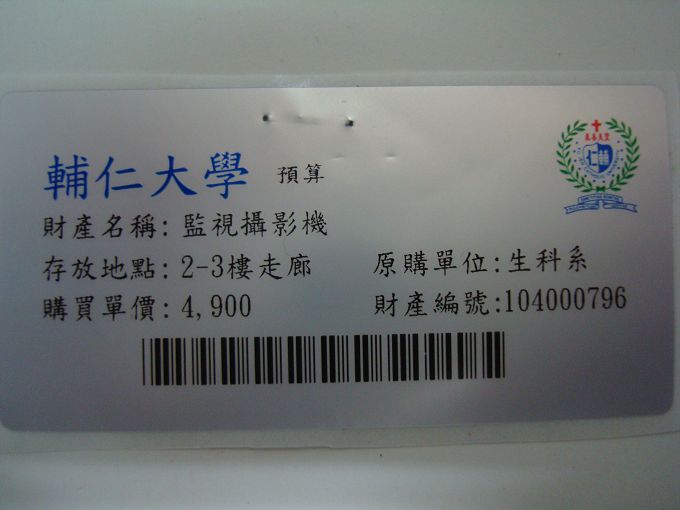 輔仁大學 預算
財產名稱: 監視攝影機
存放地點: 2-3樓走廊 原購單位:生科系
購買單價: 4,900 財產編號:104000796